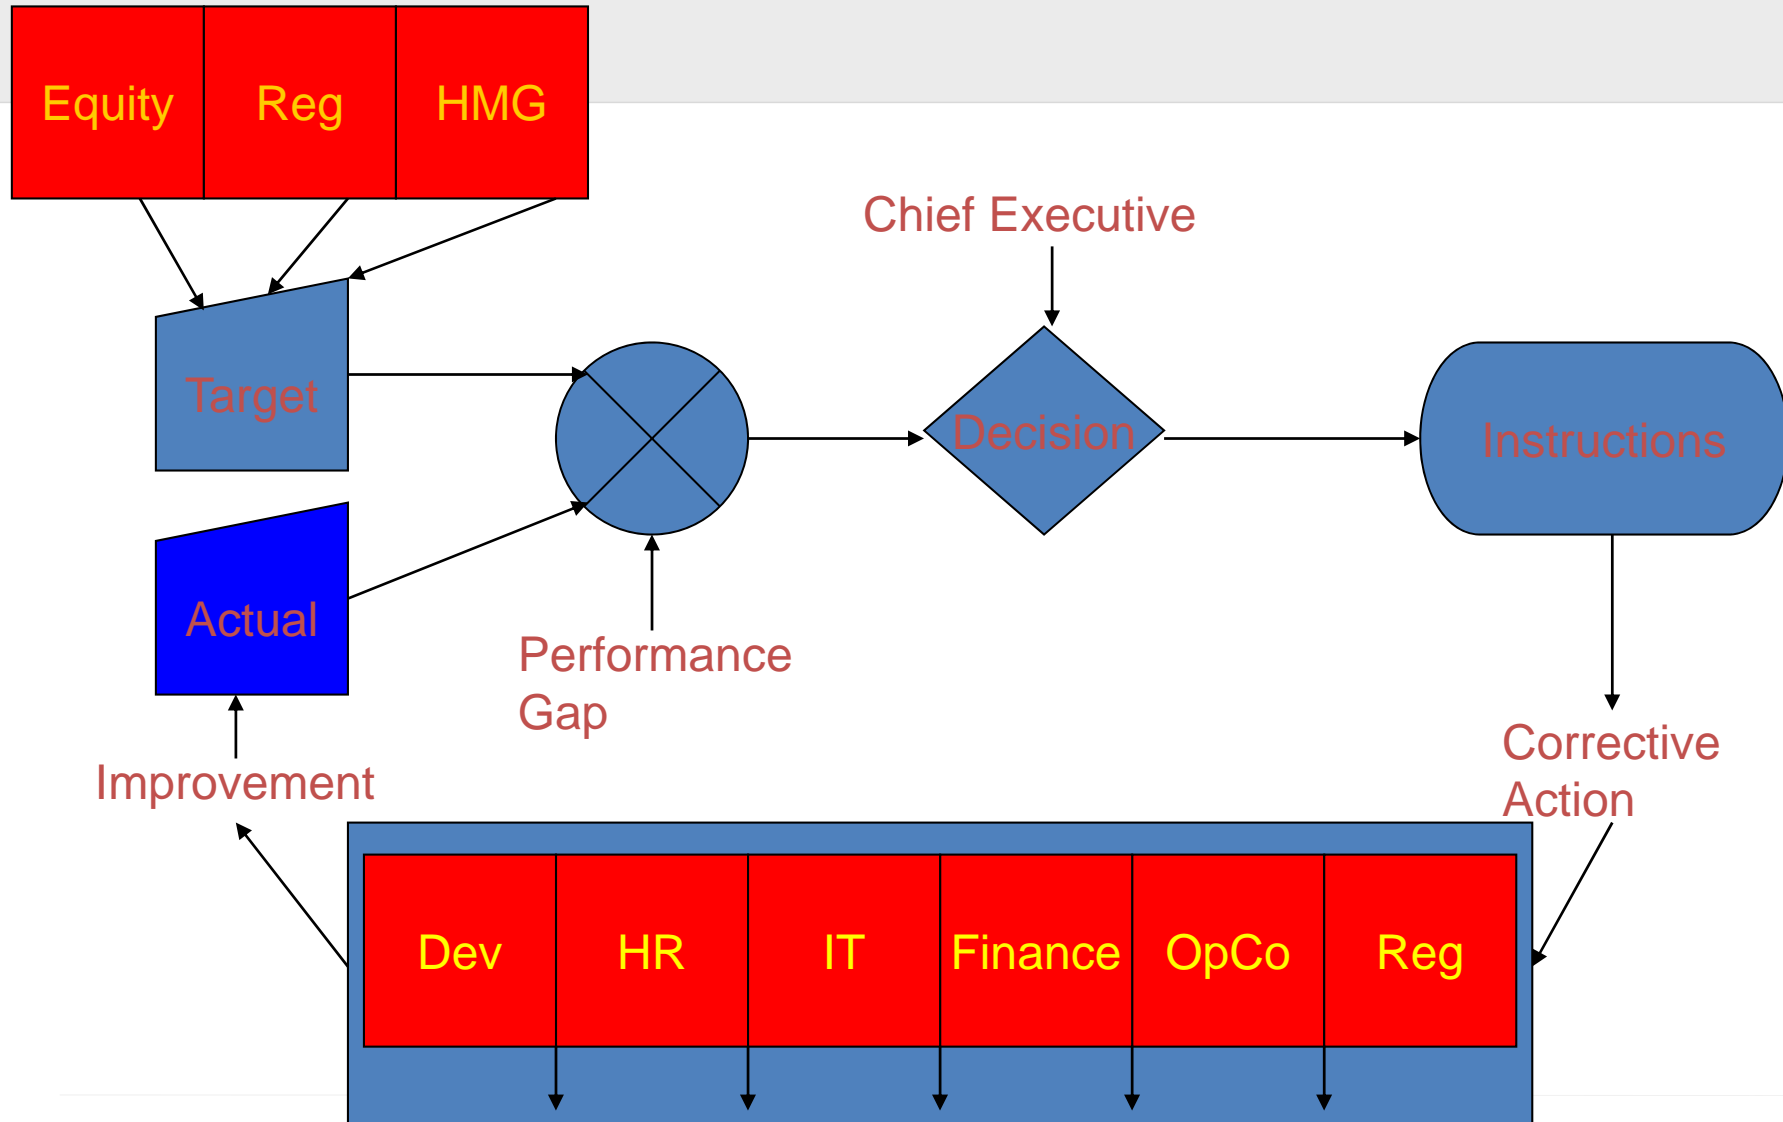 Equity Reg HMG
Chief Executive
Target
Decision
Instructions
Actual
Performance
Gap
Corrective
Action
Improvement
Dev HR IT Finance OpCo Reg